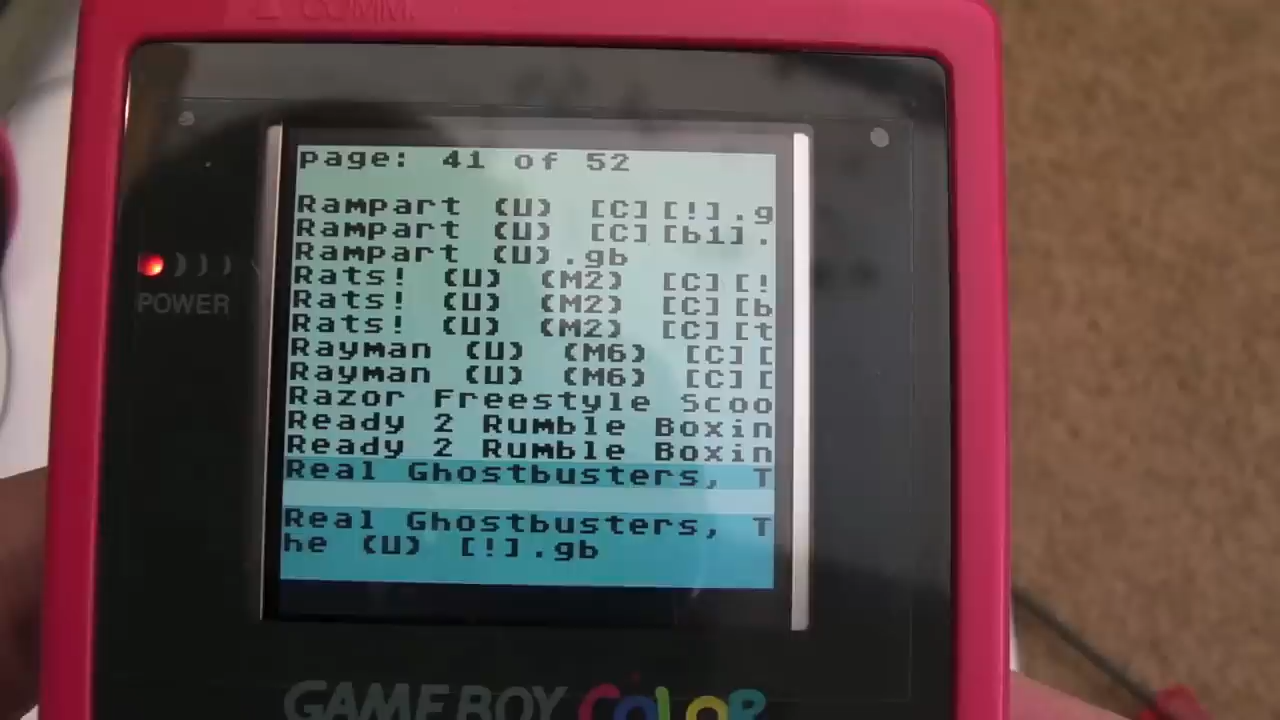 COMM.
page: 41 of 52
Rampart (U) [C][!].g
Rampart (U) [C][b1].
Rampart (U).gb
Rats! (U) (M2) [C][!
Rats! (U) (M2) [C][b
Rats! (U) (M2) [C][t
Rayman (U) (M6) [C][
Rayman (U) (M6) [C][
Razor Freestyle Scoo
Ready 2 Rumble Boxin
Ready 2 Rumble Boxin
Real Ghostbusters, T
Real Ghostbusters, T
he (U) [!].gb
POWER
GAME BOY COLOR